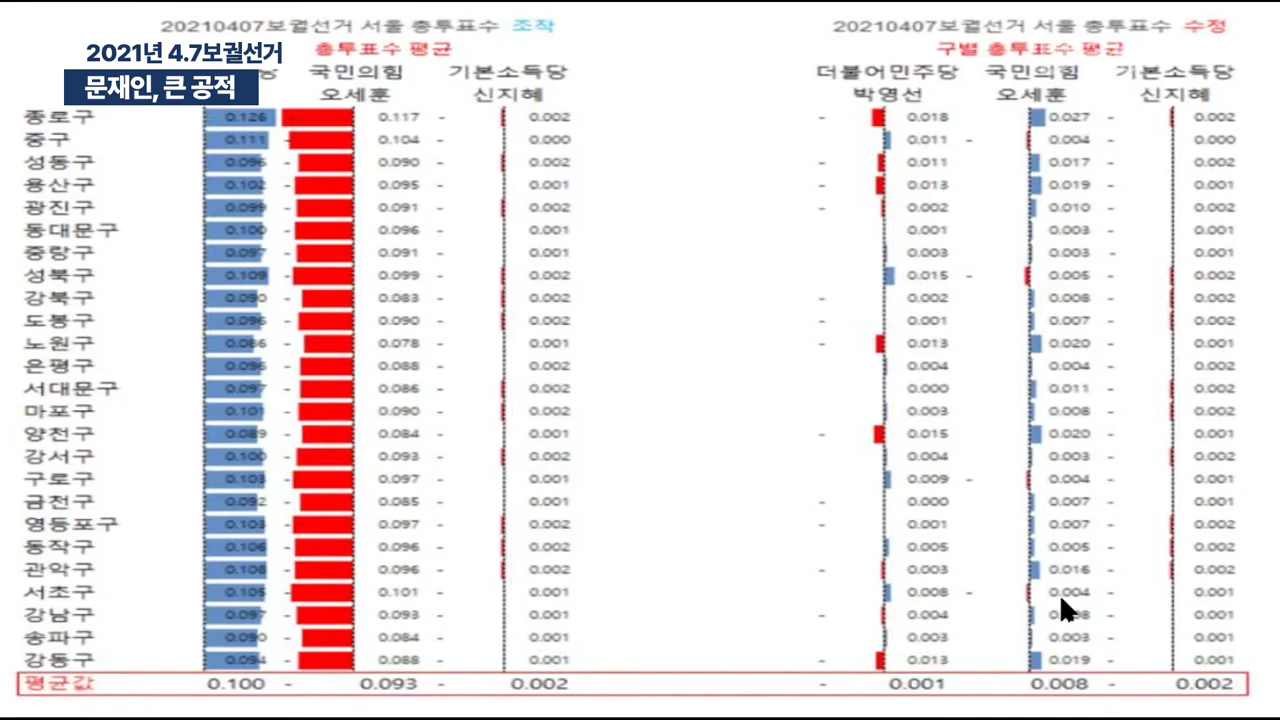 20210407보궐선거 서울 총투표수 조작 20210407보궐선거 서울 총투표수 수정
2021년 4.7보궐선거 총투표수 평균 구별 총투표수 평균
문재인, 큰 공적 국민의힘 기본소득당 더불어민주당 국민의힘 기본소득당
오세훈 신지혜 박영선 오세훈 신지혜
종로구 0.126 - 0.117 - 0.002 - 0.018 0.027 - 0.002
중구 0.111 - 0.104 - 0.000 0.011 - 0.004 - 0.000
성동구 0.096 - 0.090 - 0.002 - 0.011 0.017 - 0.002
용산구 0.102 - 0.095 - 0.001 - 0.013 0.019 - 0.001
광진구 0.099 - 0.091 - 0.002 - 0.002 0.010 - 0.002
동대문구 0.100 - 0.096 - 0.001 0.001 0.003 - 0.001
중랑구 0.097 - 0.091 - 0.001 0.003 0.003 - 0.001
성북구 0.109 - 0.099 - 0.002 0.015 - 0.005 - 0.002
강북구 0.090 - 0.083 - 0.002 - 0.002 0.008 - 0.002
도봉구 0.096 - 0.090 - 0.002 - 0.001 0.007 - 0.002
노원구 0.086 - 0.078 - 0.001 - 0.013 0.020 - 0.001
은평구 0.096 - 0.088 - 0.001 0.004 0.004 - 0.001
서대문구 0.097 - 0.086 - 0.002 0.000 0.011 - 0.002
마포구 0.101 - 0.090 - 0.002 0.003 0.008 - 0.002
양천구 0.089 - 0.084 - 0.001 - 0.015 0.020 - 0.001
강서구 0.100 - 0.093 - 0.002 0.004 0.003 - 0.002
구로구 0.103 - 0.097 - 0.001 0.009 - 0.004 - 0.001
금천구 0.092 - 0.085 - 0.001 - 0.000 0.007 - 0.001
영등포구 0.103 - 0.097 - 0.002 - 0.001 0.007 - 0.002
동작구 0.106 - 0.096 - 0.002 0.005 0.005 - 0.002
관악구 0.108 - 0.096 - 0.002 - 0.003 0.016 - 0.002
서초구 0.105 - 0.101 - 0.001 0.008 - 0.004 - 0.001
강남구 0.097 - 0.093 - 0.001 - 0.004 - 0.001
송파구 0.090 - 0.084 - 0.001 0.003 0.003 - 0.001
강동구 0.094 - 0.088 - 0.001 - 0.013 0.019 - 0.001
평균값 0.100 - 0.093 - 0.002 - 0.001 0.008 - 0.002